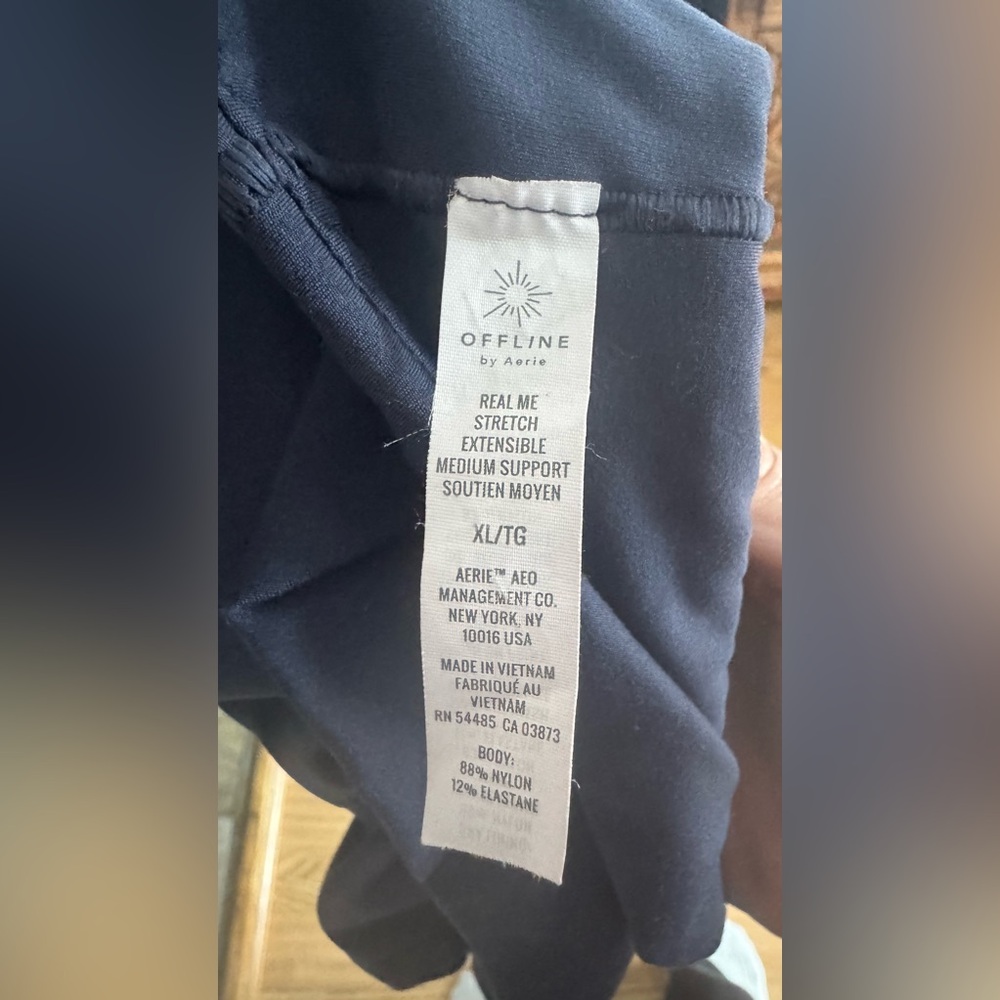 OFFLINE
by Aerie
REAL ME
STRETCH
EXTENSIBLE
MEDIUM SUPPORT
SOUTIEN MOYEN
XL/TG
AERIE™ AEO
MANAGEMENT CO.
NEW YORK, NY
10016 USA
MADE IN VIETNAM
FABRIQUÉ AU
VIETNAM
RN 54485 CA 03873
BODY:
88% NYLON
12% ELASTANE